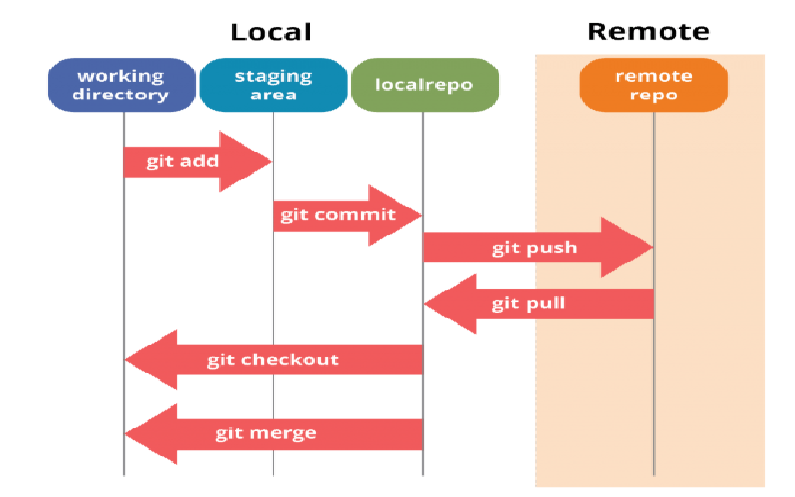 Local
Remote
working
directory
staging
area
localrepo
remote
repo
git add
git commit
git push
git pull
git checkout
git merge